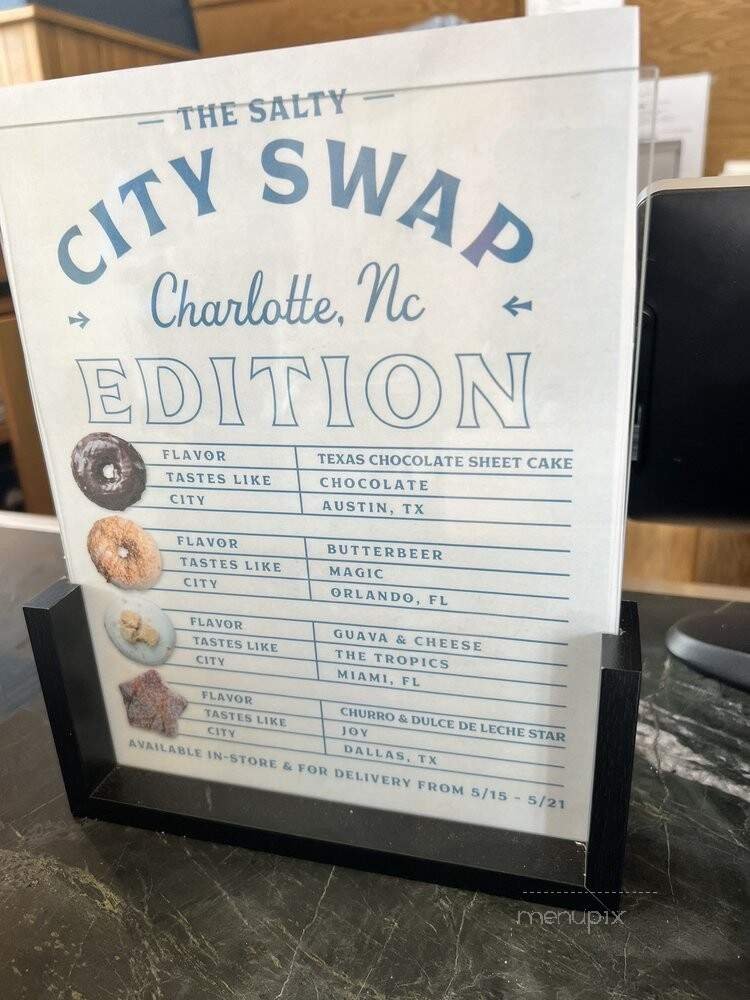 THE SALTY
CITY SWAP
Charlotte, Nc
EDITION
FLAVOR TEXAS CHOCOLATE SHEET CAKE
TASTES LIKE CHOCOLATE
CITY AUSTIN, TX
FLAVOR BUTTERBEER
TASTES LIKE MAGIC
CITY ORLANDO, FL
FLAVOR GUAVA & CHEESE
TASTES LIKE THE TROPICS
CITY MIAMI, FL
FLAVOR CHURRO & DULCE DE LECHE STAR
TASTES LIKE JOY
CITY DALLAS, TX
AVAILABLE IN-STORE & FOR DELIVERY FROM 5/15 - 5/21
menupix